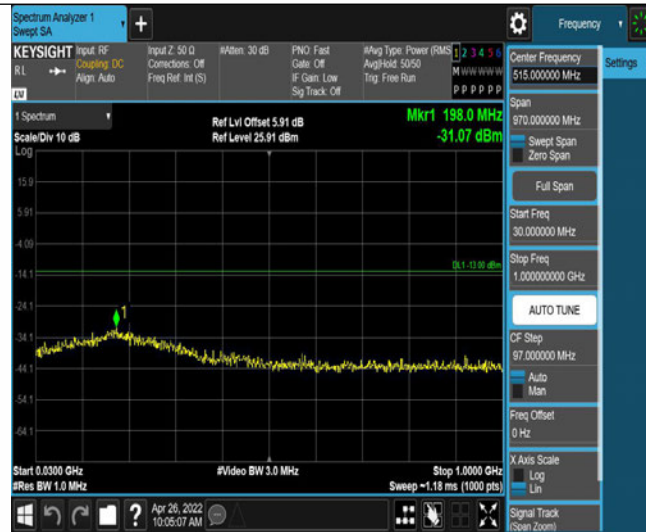 Spectrum Analyzer 1
Swept SA
+
Frequency
KEYSIGHT
RL
Input: RF
Coupling: DC
Align: Auto
Input Z: 50 Ω
Corrections: Off
Freq Ref: Int (S)
#Atten: 30 dB
PNO: Fast
Gate: Off
IF Gain: Low
Sig Track: Off
#Avg Type: Power (RMS
Avg|Hold: 50/50
Trig: Free Run
1 2 3 4 5 6
M W W W W W
P P P P P P
1 Spectrum
Scale/Div 10 dB
Ref Lvl Offset 5.91 dB
Ref Level 25.91 dBm
Mkr1 198.0 MHz
-31.07 dBm
Log
15.9
5.91
-4.09
-14.1
-24.1
-34.1
-44.1
-54.1
-64.1
DL1 -13.00 dBm
1
Start 0.0300 GHz
#Res BW 1.0 MHz
#Video BW 3.0 MHz
Stop 1.0000 GHz
Sweep ~1.18 ms (1000 pts)
?
Apr 26, 2022
10:05:07 AM
Center Frequency
515.000000 MHz
Settings
Span
970.000000 MHz
Swept Span
Zero Span
Full Span
Start Freq
30.000000 MHz
Stop Freq
1.000000000 GHz
AUTO TUNE
CF Step
97.000000 MHz
Auto
Man
Freq Offset
0 Hz
X Axis Scale
Log
Lin
Signal Track
(Span Zoom)